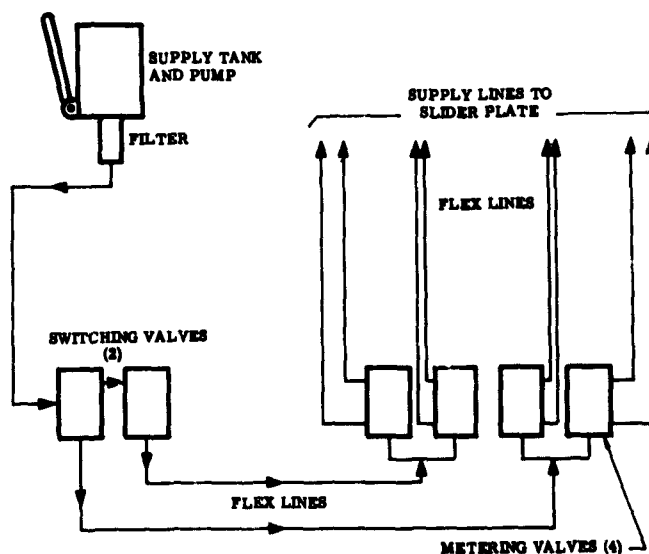 SUPPLY TANK
AND PUMP
FILTER
SUPPLY LINES TO
SLIDER PLATE
FLEX LINES
SWITCHING VALVES
(2)
FLEX LINES
METERING VALVES (4)